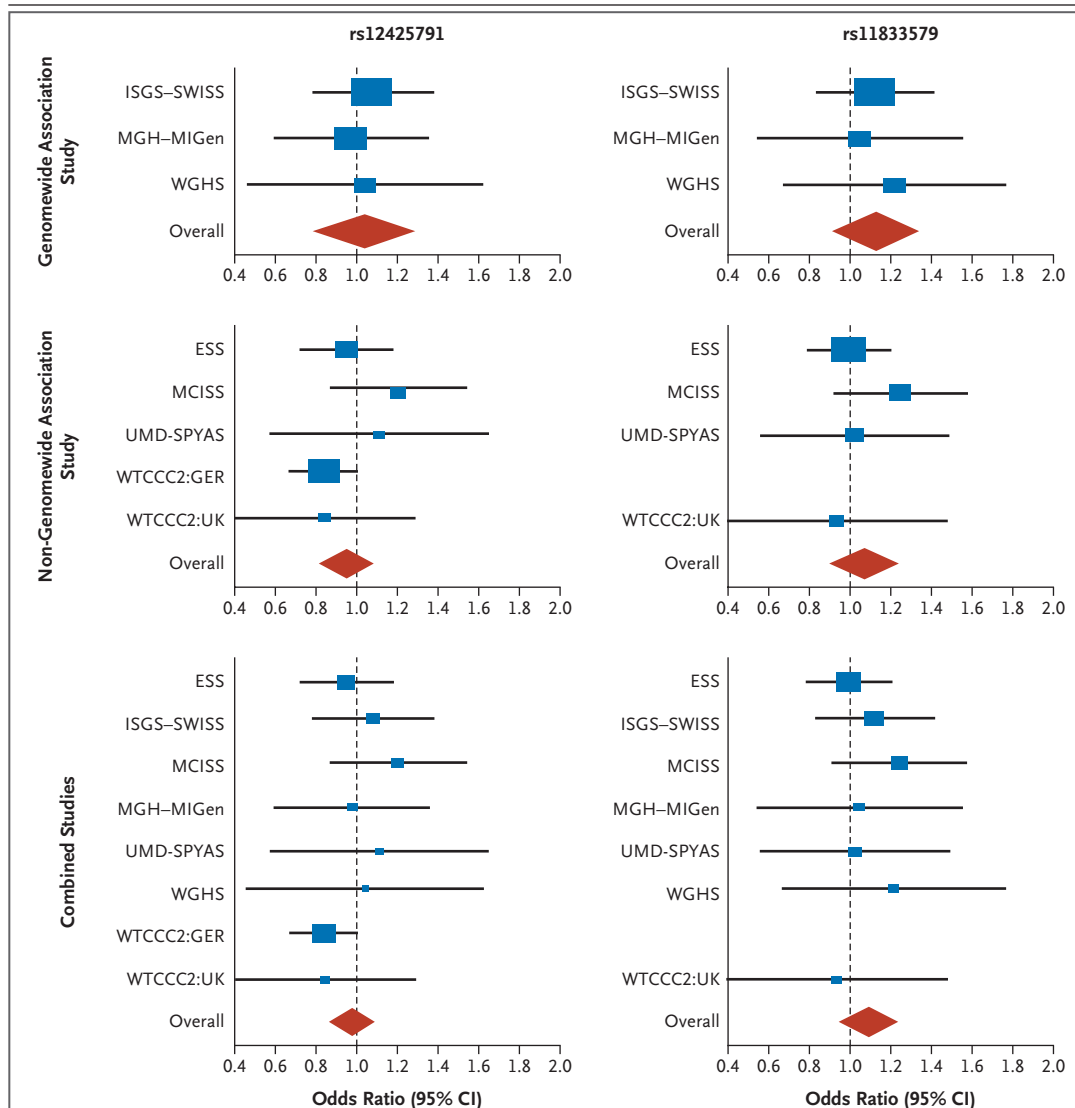 rs12425791
rs11833579
Genomewide Association
Study
ISGS–SWISS
MGH–MIGen
WGHS
Overall
0.4 0.6 0.8 1.0 1.2 1.4 1.6 1.8 2.0
ISGS–SWISS
MGH–MIGen
WGHS
Overall
0.4 0.6 0.8 1.0 1.2 1.4 1.6 1.8 2.0
Non-Genomewide Association
Study
ESS
MCISS
UMD-SPYAS
WTCCC2:GER
WTCCC2:UK
Overall
0.4 0.6 0.8 1.0 1.2 1.4 1.6 1.8 2.0
ESS
MCISS
UMD-SPYAS
WTCCC2:UK
Overall
0.4 0.6 0.8 1.0 1.2 1.4 1.6 1.8 2.0
Combined Studies
ESS
ISGS–SWISS
MCISS
MGH–MIGen
UMD-SPYAS
WGHS
WTCCC2:GER
WTCCC2:UK
Overall
0.4 0.6 0.8 1.0 1.2 1.4 1.6 1.8 2.0
Odds Ratio (95% CI)
ESS
ISGS–SWISS
MCISS
MGH–MIGen
UMD-SPYAS
WGHS
WTCCC2:UK
Overall
0.4 0.6 0.8 1.0 1.2 1.4 1.6 1.8 2.0
Odds Ratio (95% CI)